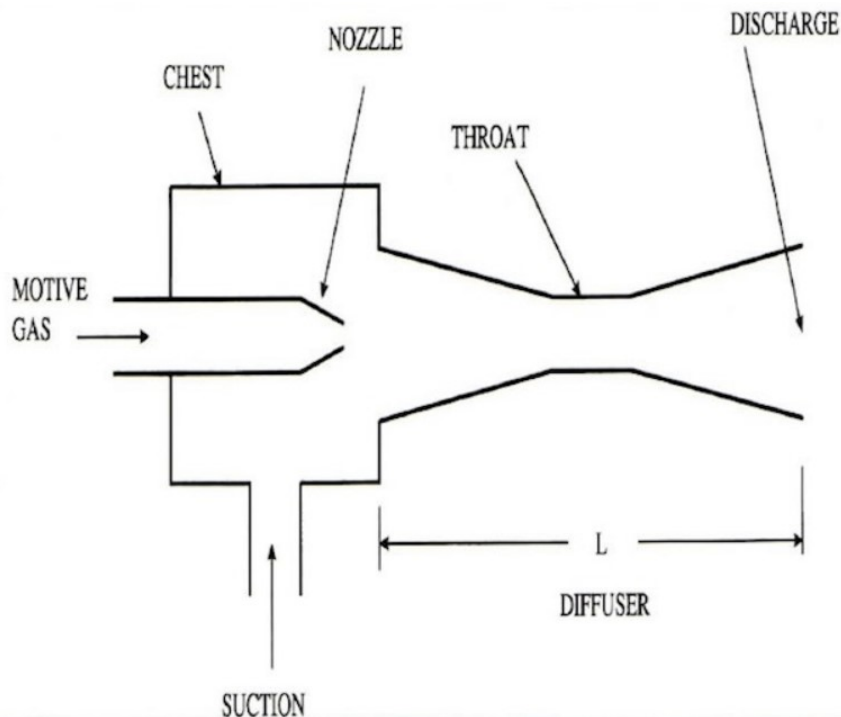 DISCHARGE
NOZZLE
CHEST
THROAT
MOTIVE
GAS
L
DIFFUSER
SUCTION